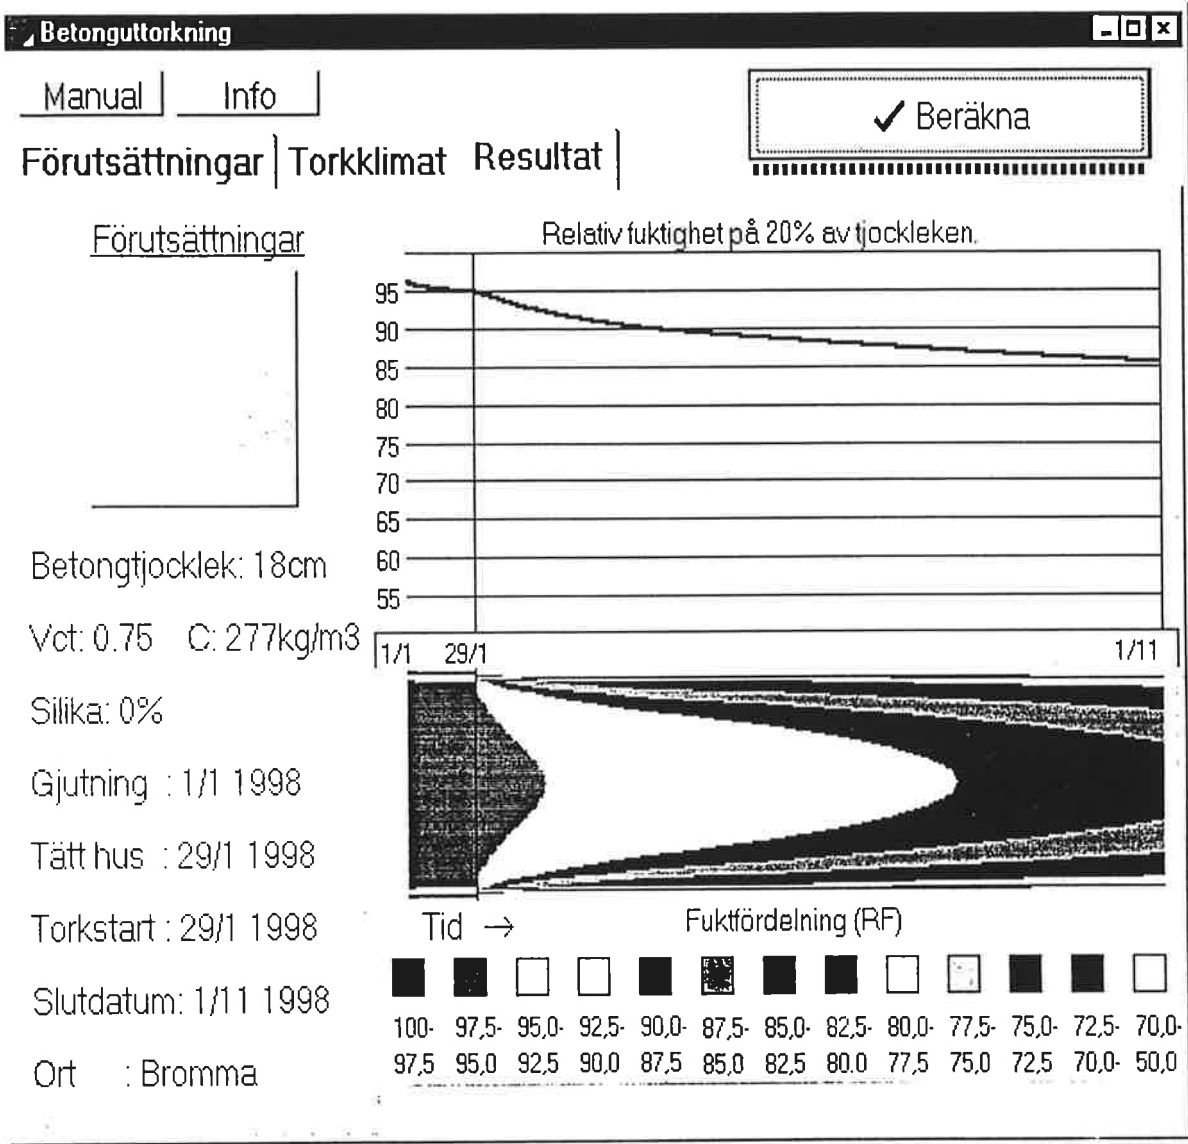 Betonguttorkning
Manual Info
✓ Beräkna
Förutsättningar Torkklimat Resultat
Förutsättningar
Relativ fuktighet på 20% av tjockleken.
95
90
85
80
75
70
65
60
55
1/1 29/1 1/11
Betongtjocklek: 18cm
Vct: 0.75 C: 277kg/m3
Silika: 0%
Gjutning : 1/1 1998
Tätt hus : 29/1 1998
Torkstart : 29/1 1998
Slutdatum: 1/11 1998
Ort : Bromma
Tid → Fuktfördelning (RF)
100- 97,5- 95,0- 92,5- 90,0- 87,5- 85,0- 82,5- 80,0- 77,5- 75,0- 72,5- 70,0-
97,5 95,0 92,5 90,0 87,5 85,0 82,5 80.0 77,5 75,0 72,5 70,0- 50,0